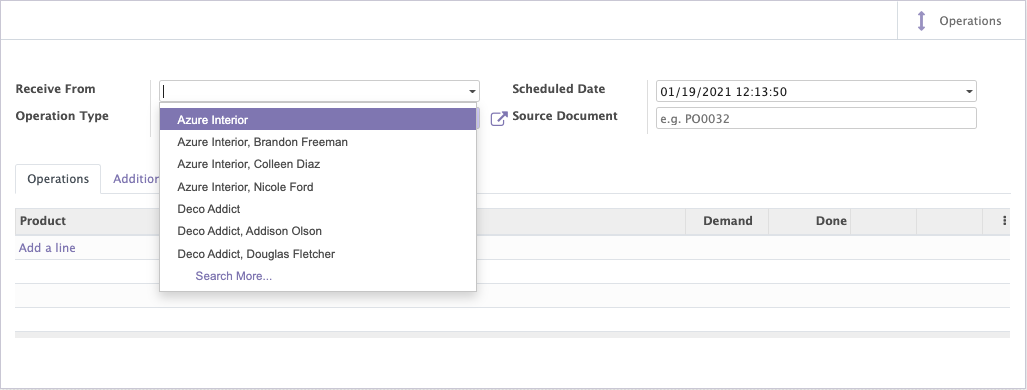 Operations
Receive From
Scheduled Date
01/19/2021 12:13:50
Operation Type
Source Document
e.g. PO0032
Azure Interior
Azure Interior, Brandon Freeman
Azure Interior, Colleen Diaz
Azure Interior, Nicole Ford
Deco Addict
Deco Addict, Addison Olson
Deco Addict, Douglas Fletcher
Search More...
Operations
Product
Demand
Done
Add a line